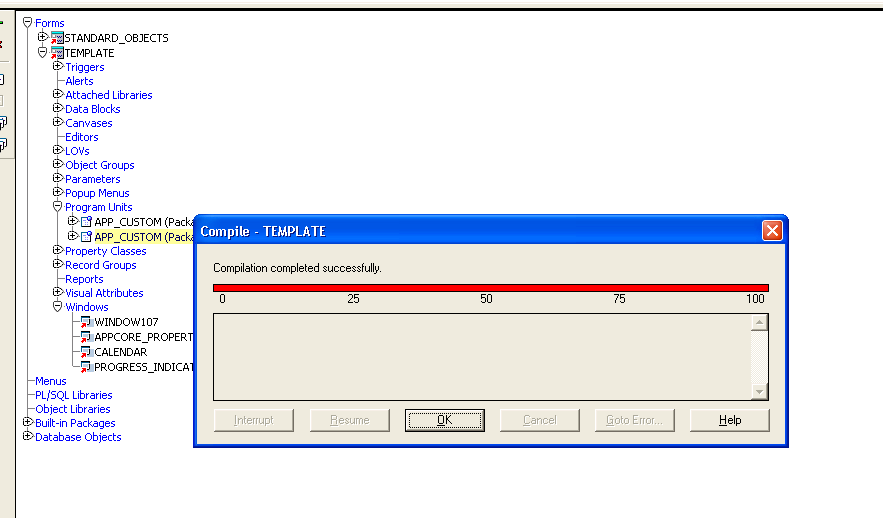 Forms
STANDARD_OBJECTS
TEMPLATE
Triggers
Alerts
Attached Libraries
Data Blocks
Canvases
Editors
LOVs
Object Groups
Parameters
Popup Menus
Program Units
APP_CUSTOM (Packa
APP_CUSTOM (Packa
Property Classes
Record Groups
Reports
Visual Attributes
Windows
WINDOW107
APPCORE_PROPERT
CALENDAR
PROGRESS_INDICAT
Menus
PL/SQL Libraries
Object Libraries
Built-in Packages
Database Objects
Compile - TEMPLATE
Compilation completed successfully.
0 25 50 75 100
Interrupt Resume OK Cancel Goto Error... Help